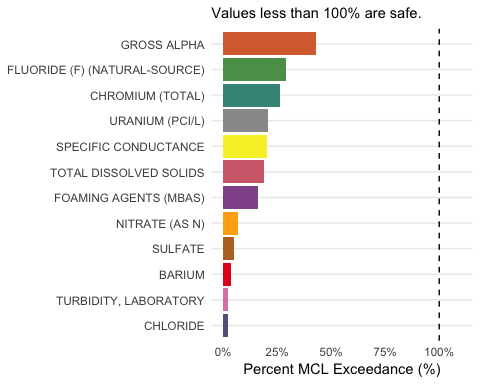 Values less than 100% are safe.
GROSS ALPHA
FLUORIDE (F) (NATURAL-SOURCE)
CHROMIUM (TOTAL)
URANIUM (PCI/L)
SPECIFIC CONDUCTANCE
TOTAL DISSOLVED SOLIDS
FOAMING AGENTS (MBAS)
NITRATE (AS N)
SULFATE
BARIUM
TURBIDITY, LABORATORY
CHLORIDE
0% 25% 50% 75% 100%
Percent MCL Exceedance (%)